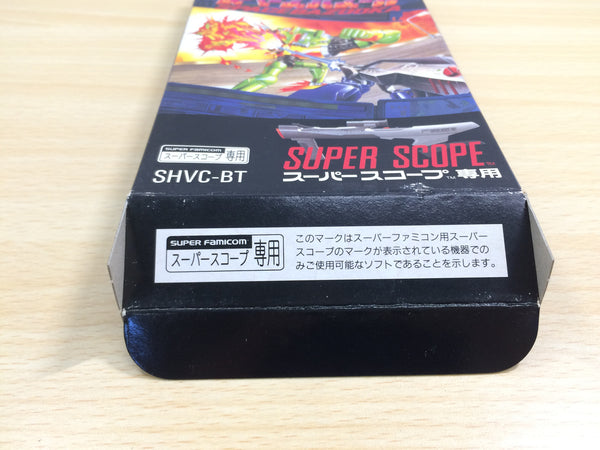 SUPER FAMICOM
スーパースコープ 専用
SHVC-BT
SUPER SCOPE™
スーパースコープ™専用
SUPER FAMICOM
スーパースコープ 専用
このマークはスーパーファミコン用スーパー
スコープのマークが表示されている機器での
みご使用可能なソフトであることを示します。